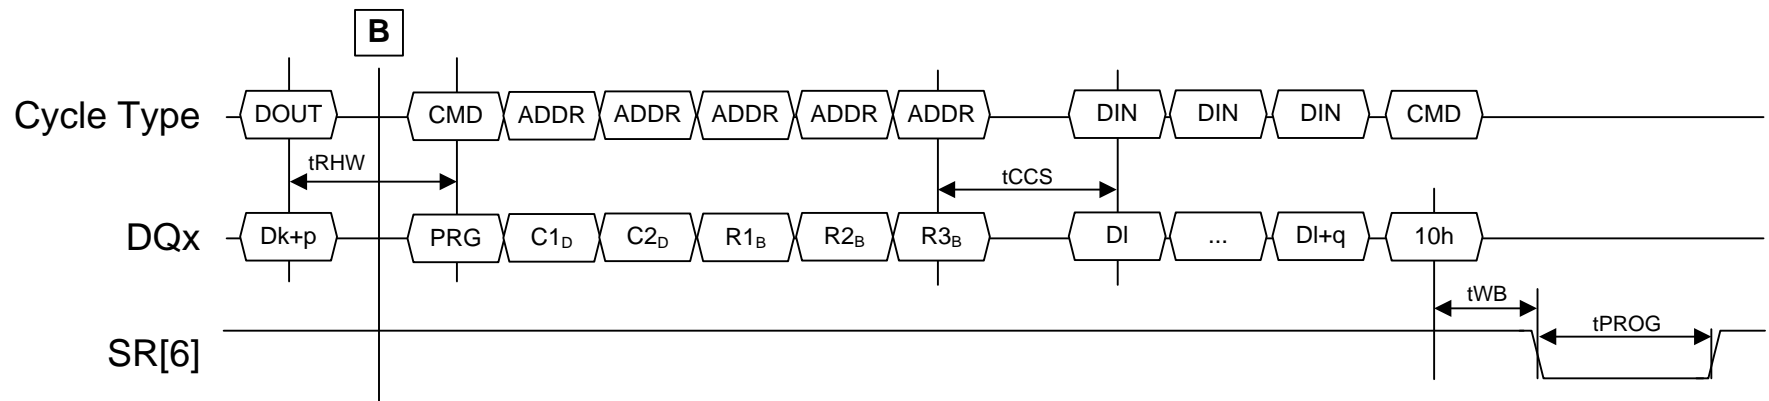 B
Cycle Type DOUT CMD ADDR ADDR ADDR ADDR ADDR DIN DIN DIN CMD
tRHW tCCS
DQx Dk+p PRG C1D C2D R1B R2B R3B DI ... DI+q 10h
tWB
tPROG
SR[6]